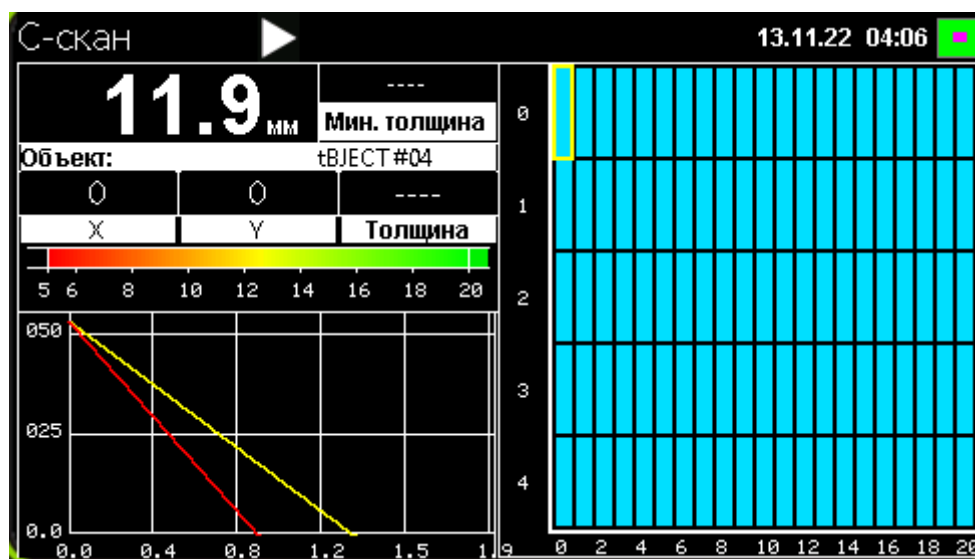 С-скан
13.11.22 04:06
11.9 мм
----
Мин. толщина
Объект: tBJECT#04
0 0 ----
X Y Толщина
5 6 8 10 12 14 16 18 20
050
025
0.0
0.0 0.4 0.8 1.2 1.5 1.9
0
1
2
3
4
0 2 4 6 8 10 12 14 16 18 20